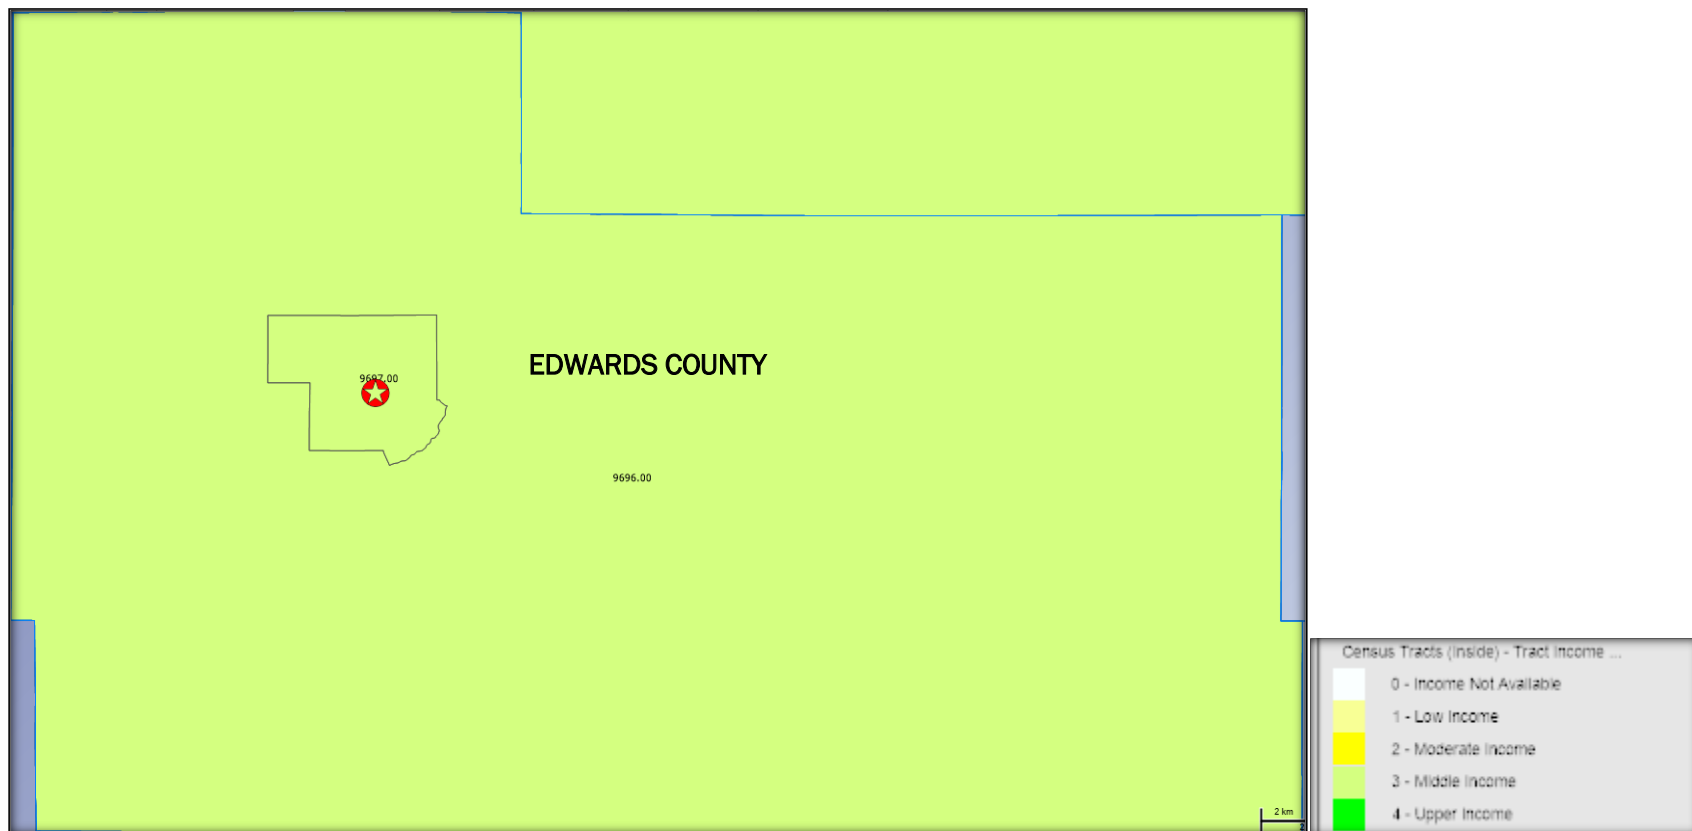 EDWARDS COUNTY
9697.00
9696.00
2 km
Census Tracts (Inside) - Tract Income ...
0 - Income Not Available
1 - Low Income
2 - Moderate Income
3 - Middle Income
4 - Upper Income